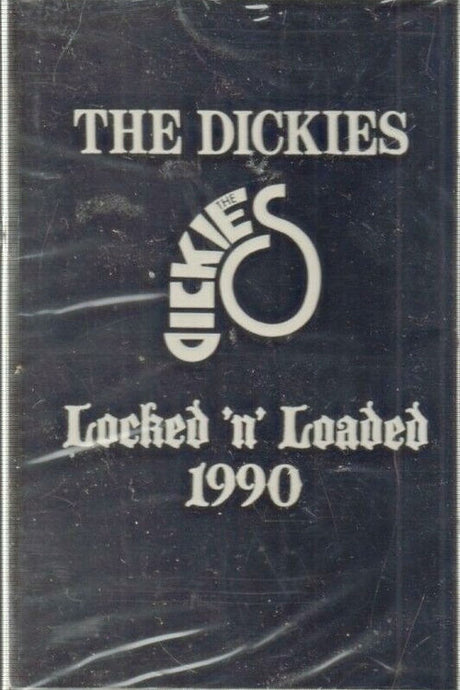 THE DICKIES
THE
DICKIES
Locked 'n' Loaded
1990